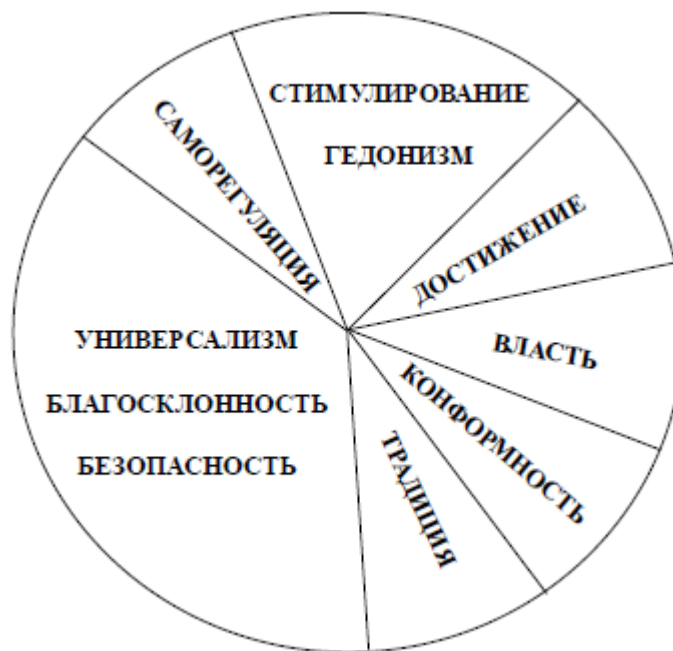 СТИМУЛИРОВАНИЕ
ГЕДОНИЗМ
САМОРЕГУЛЯЦИЯ
ДОСТИЖЕНИЕ
ВЛАСТЬ
УНИВЕРСАЛИЗМ
БЛАГОСКЛОННОСТЬ
БЕЗОПАСНОСТЬ
КОНФОРМНОСТЬ
ТРАДИЦИЯ